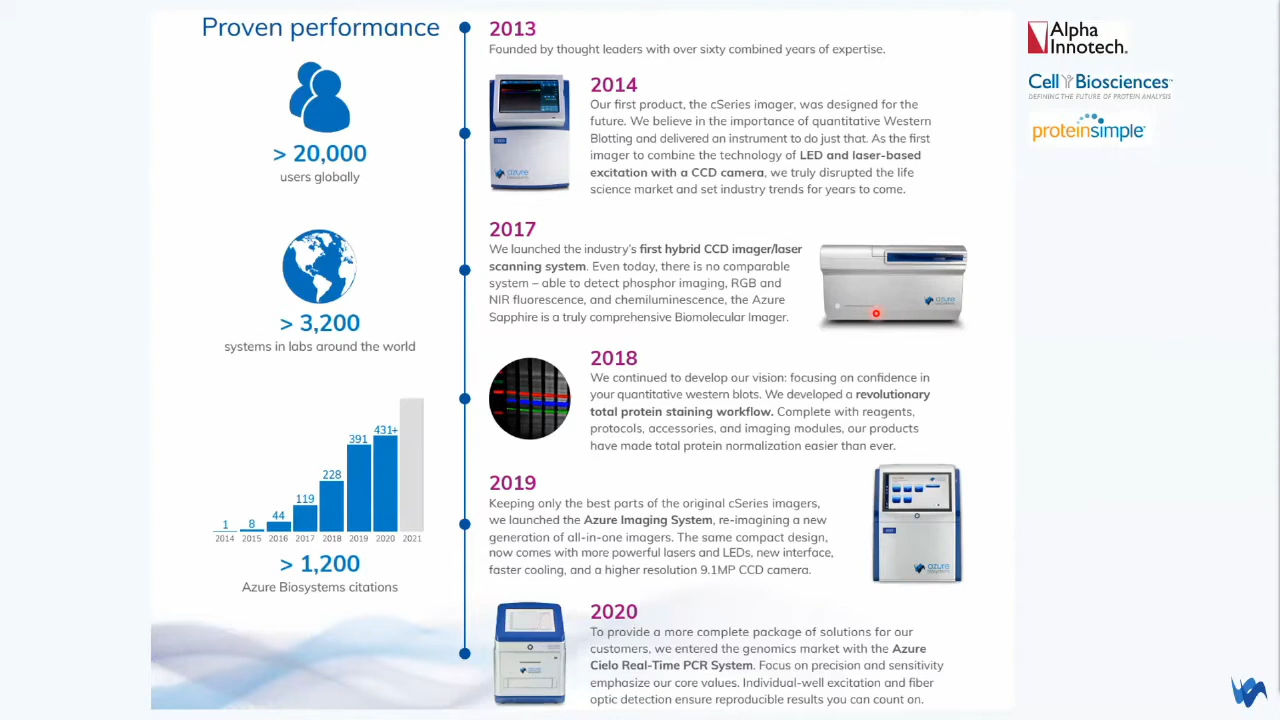 Proven performance
> 20,000
users globally
> 3,200
systems in labs around the world
1
8
44
119
228
391
431+
2014 2015 2016 2017 2018 2019 2020 2021
> 1,200
Azure Biosystems citations
2013
Founded by thought leaders with over sixty combined years of expertise.
2014
Our first product, the cSeries imager, was designed for the
future. We believe in the importance of quantitative Western
Blotting and delivered an instrument to do just that. As the first
imager to combine the technology of LED and laser-based
excitation with a CCD camera, we truly disrupted the life
science market and set industry trends for years to come.
azure
2017
We launched the industry's first hybrid CCD imager/laser
scanning system. Even today, there is no comparable
system – able to detect phosphor imaging, RGB and
NIR fluorescence, and chemiluminescence, the Azure
Sapphire is a truly comprehensive Biomolecular Imager.
azure
2018
We continued to develop our vision: focusing on confidence in
your quantitative western blots. We developed a revolutionary
total protein staining workflow. Complete with reagents,
protocols, accessories, and imaging modules, our products
have made total protein normalization easier than ever.
2019
Keeping only the best parts of the original cSeries imagers,
we launched the Azure Imaging System, re-imagining a new
generation of all-in-one imagers. The same compact design,
now comes with more powerful lasers and LEDs, new interface,
faster cooling, and a higher resolution 9.1MP CCD camera.
azure
2020
To provide a more complete package of solutions for our
customers, we entered the genomics market with the Azure
Cielo Real-Time PCR System. Focus on precision and sensitivity
emphasize our core values. Individual-well excitation and fiber
optic detection ensure reproducible results you can count on.
Alpha
Innotech.
Cell Biosciences™
DEFINING THE FUTURE OF PROTEIN ANALYSIS
proteinsimple